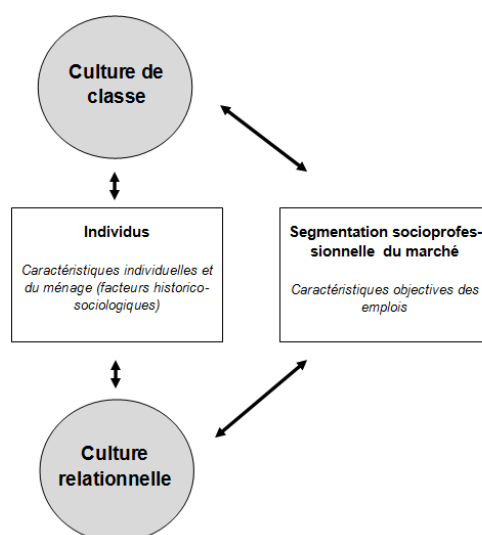 Culture de
classe
Individus
Caractéristiques individuelles et
du ménage (facteurs historico-
sociologiques)
Segmentation socioprofes-
sionnelle du marché
Caractéristiques objectives des
emplois
Culture
relationnelle